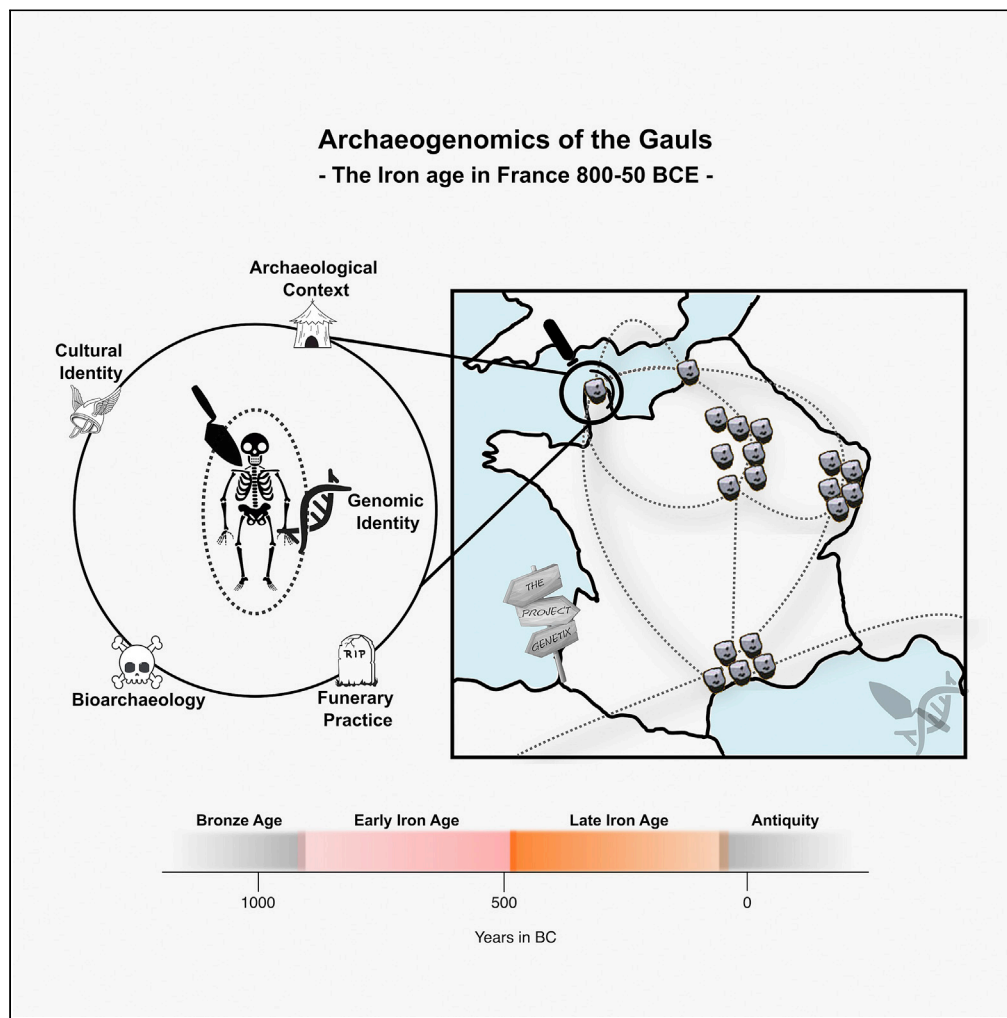 Archaeogenomics of the Gauls
- The Iron age in France 800-50 BCE -
Archaeological
Context
Cultural
Identity
Genomic
Identity
Bioarchaeology
RIP
Funerary
Practice
THE
PROJECT
GENETIX
Bronze Age
Early Iron Age
Late Iron Age
Antiquity
1000
500
0
Years in BC